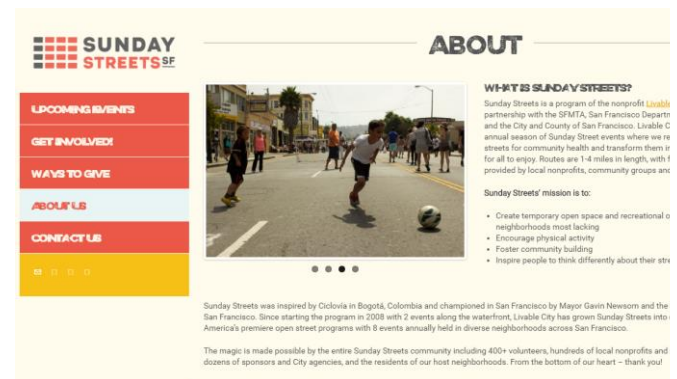 SUNDAY
STREETS SF
ABOUT
UPCOMING EVENTS
GET INVOLVED!
WAYS TO GIVE
ABOUT US
CONTACT US
WHAT IS SUNDAY STREETS?
Sunday Streets is a program of the nonprofit Livable
partnership with the SFMTA, San Francisco Departm
and the City and County of San Francisco. Livable C
annual season of Sunday Street events where we re
streets for community health and transform them in
for all to enjoy. Routes are 1-4 miles in length, with f
provided by local nonprofits, community groups and
Sunday Streets' mission is to:
• Create temporary open space and recreational o
neighborhoods most lacking
• Encourage physical activity
• Foster community building
• Inspire people to think differently about their stre
Sunday Streets was inspired by Ciclovía in Bogotá, Colombia and championed in San Francisco by Mayor Gavin Newsom and the
San Francisco. Since starting the program in 2008 with 2 events along the waterfront, Livable City has grown Sunday Streets into
America's premiere open street programs with 8 events annually held in diverse neighborhoods across San Francisco.
The magic is made possible by the entire Sunday Streets community including 400+ volunteers, hundreds of local nonprofits and
dozens of sponsors and City agencies, and the residents of our host neighborhoods. From the bottom of our heart – thank you!